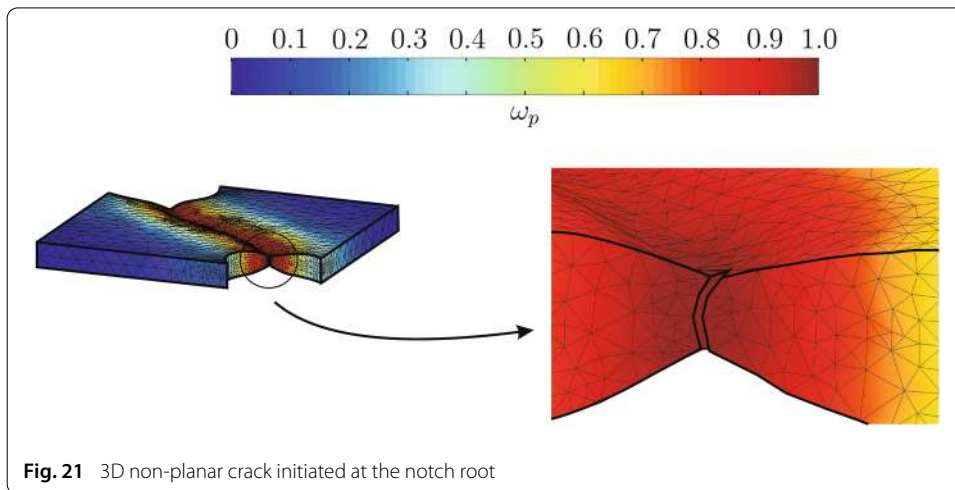 0 0.1 0.2 0.3 0.4 0.5 0.6 0.7 0.8 0.9 1.0
ωp
Fig. 21 3D non-planar crack initiated at the notch root